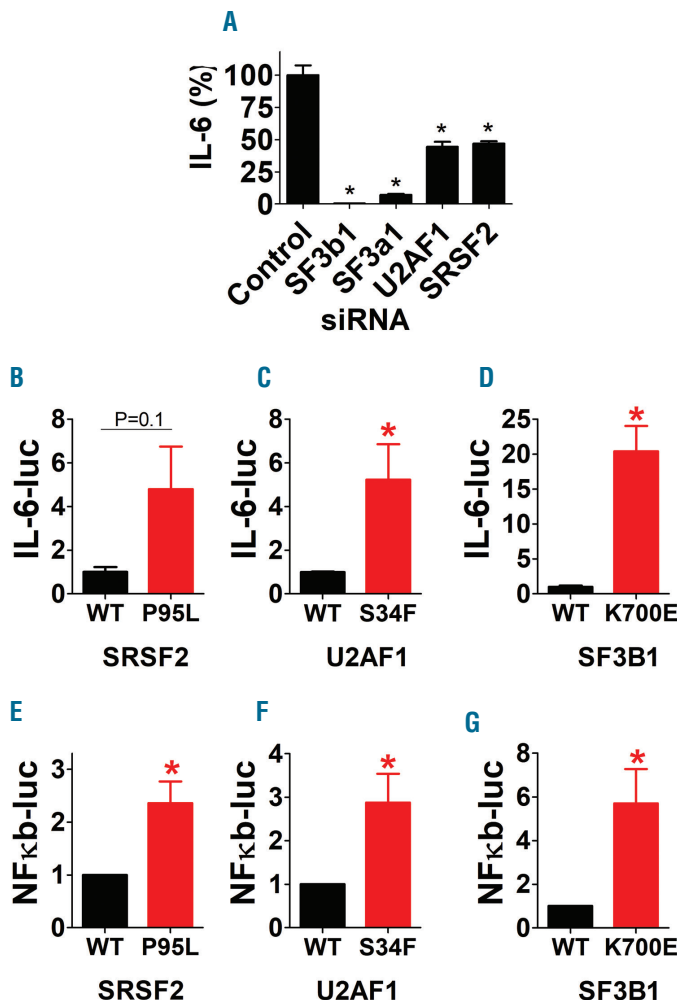 A
IL-6 (%)
100
75
50
25
0
*
*
*
*
Control
SF3b1
SF3a1
U2AF1
SRSF2
siRNA
B
IL-6-luc
8
6
4
2
0
P=0.1
WT P95L
SRSF2
C
IL-6-luc
8
6
4
2
0
*
WT S34F
U2AF1
D
IL-6-luc
25
20
15
10
5
0
*
WT K700E
SF3B1
E
NFκb-luc
3
2
1
0
*
WT P95L
SRSF2
F
NFκb-luc
4
3
2
1
0
*
WT S34F
U2AF1
G
NFκb-luc
8
6
4
2
0
*
WT K700E
SF3B1